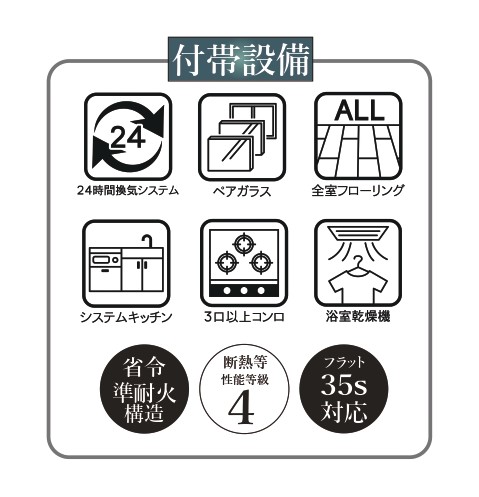 付帯設備
24
ALL
24時間換気システム
ペアガラス
全室フローリング
システムキッチン
3口以上コンロ
浴室乾燥機
省令
準耐火
構造
断熱等
性能等級
4
フラット
35s
対応